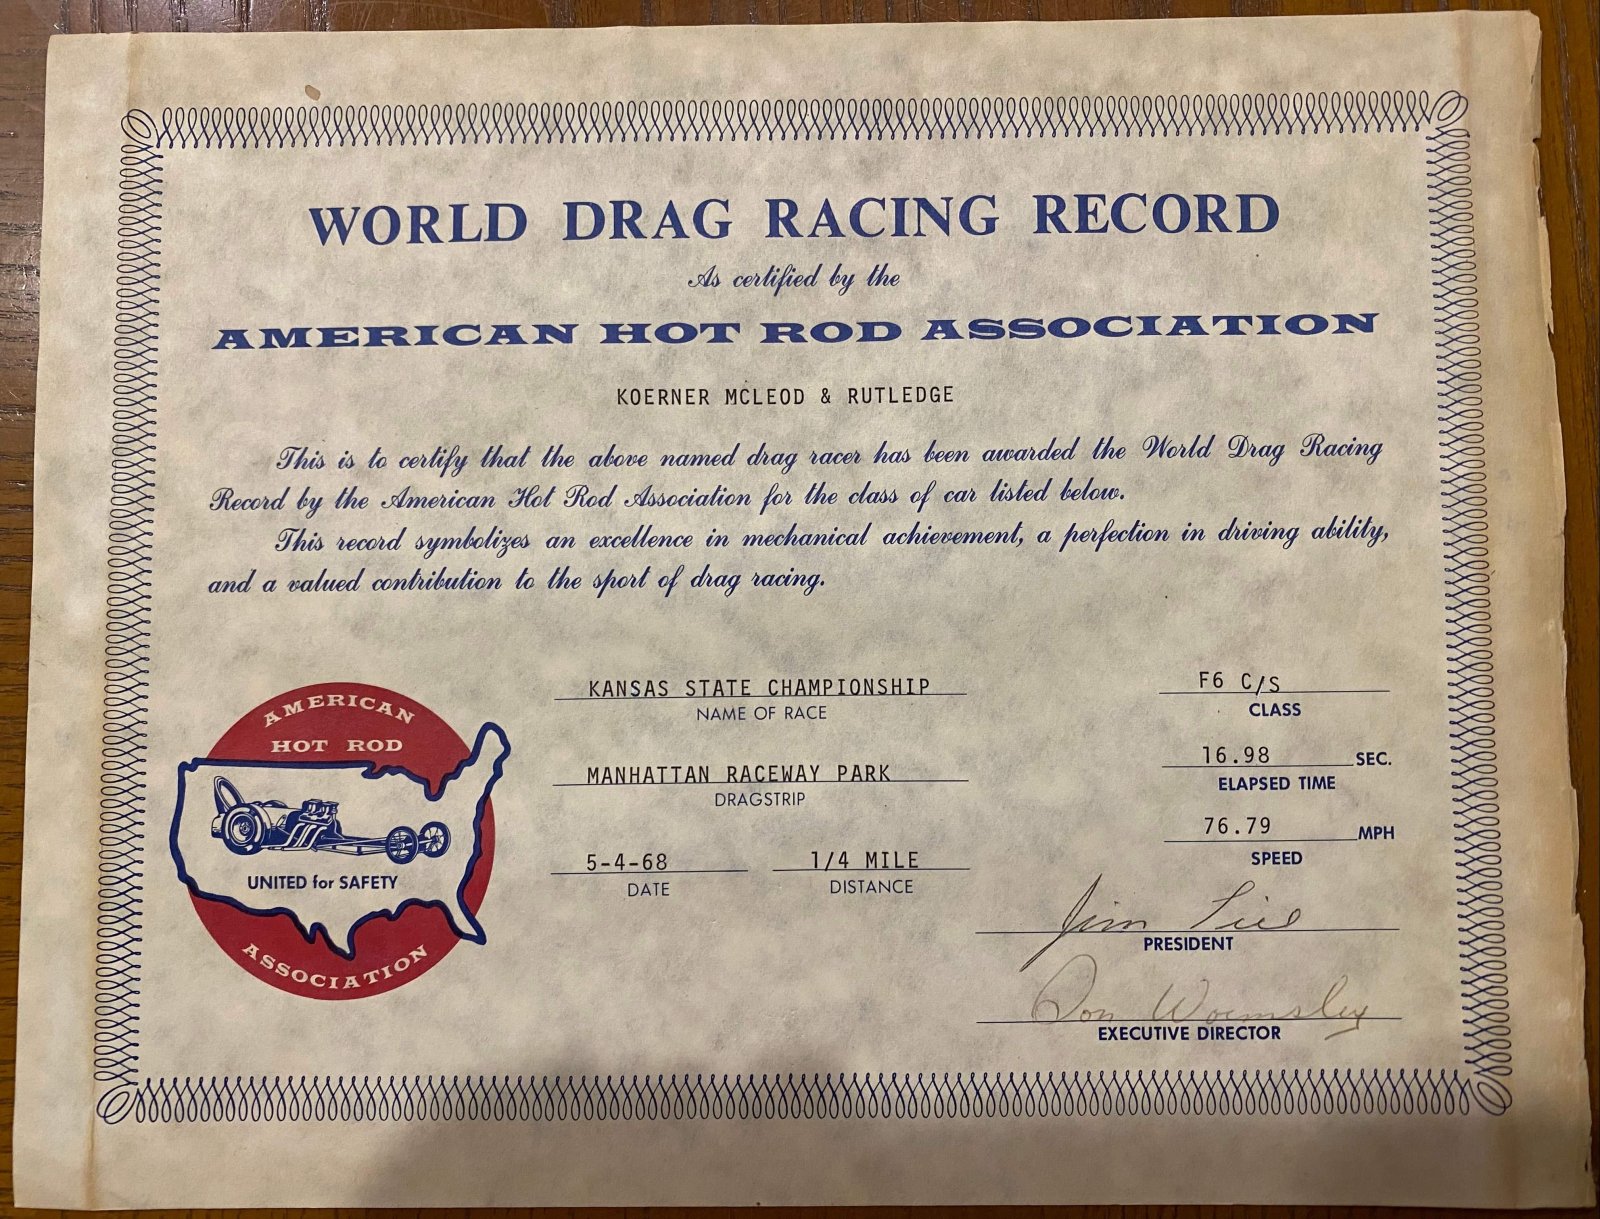 WORLD DRAG RACING RECORD
As certified by the
AMERICAN HOT ROD ASSOCIATION
KOERNER MCLEOD & RUTLEDGE
This is to certify that the above named drag racer has been awarded the World Drag Racing
Record by the American Hot Rod Association for the class of car listed below.
This record symbolizes an excellence in mechanical achievement, a perfection in driving ability,
and a valued contribution to the sport of drag racing.
AMERICAN
HOT ROD
UNITED for SAFETY
ASSOCIATION
KANSAS STATE CHAMPIONSHIP
NAME OF RACE
MANHATTAN RACEWAY PARK
DRAGSTRIP
5-4-68 1/4 MILE
DATE DISTANCE
F6 C/S
CLASS
16.98 SEC.
ELAPSED TIME
76.79 MPH
SPEED
Jim Tice
PRESIDENT
Don
EXECUTIVE DIRECTOR